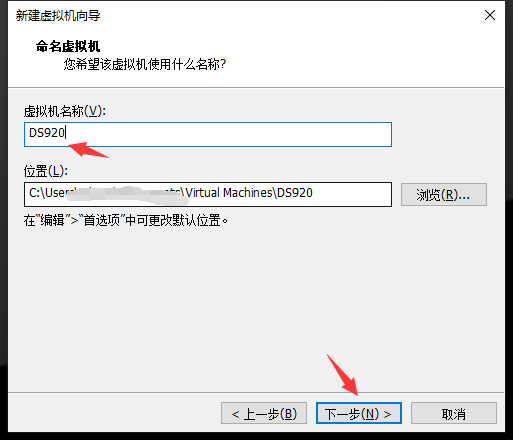 新建虚拟机向导
命名虚拟机
您希望该虚拟机使用什么名称?
虚拟机名称(V):
DS920
位置(L):
C:\Users\ ts\Virtual Machines\DS920
浏览(R)...
在“编辑”>“首选项”中可更改默认位置。
< 上一步(B)
下一步(N) >
取消